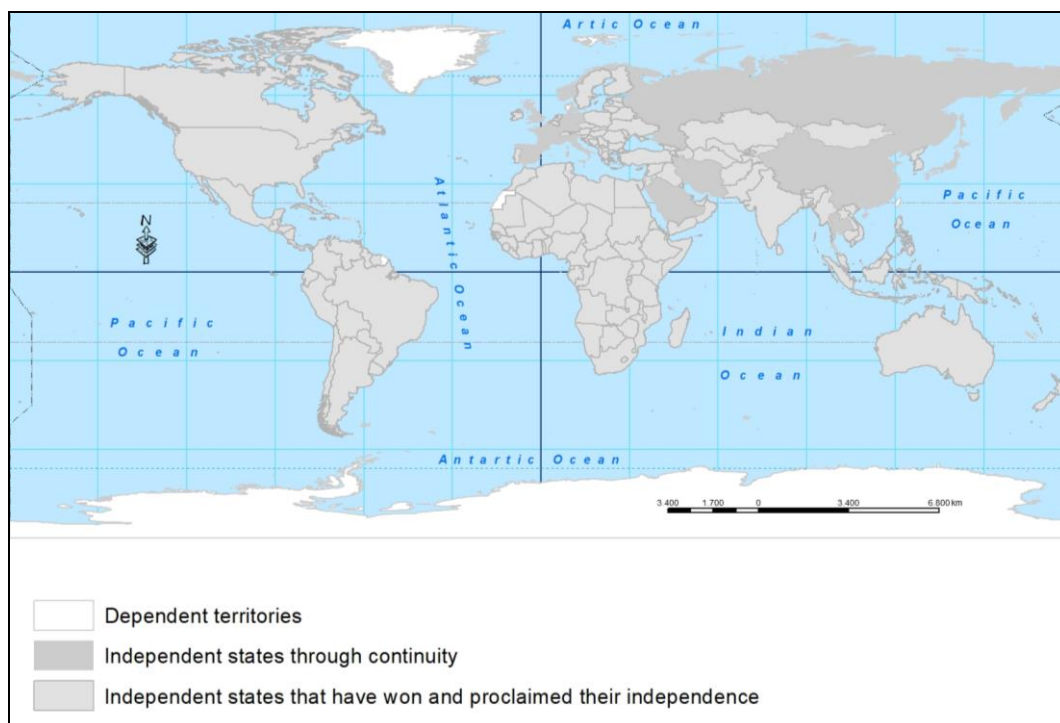 Artic Ocean
N
Atlantic Ocean
Pacific
Ocean
Pacific
Ocean
Indian
Ocean
Antartic Ocean
3.400 1.700 0 3.400 6.800 km
Dependent territories
Independent states through continuity
Independent states that have won and proclaimed their independence